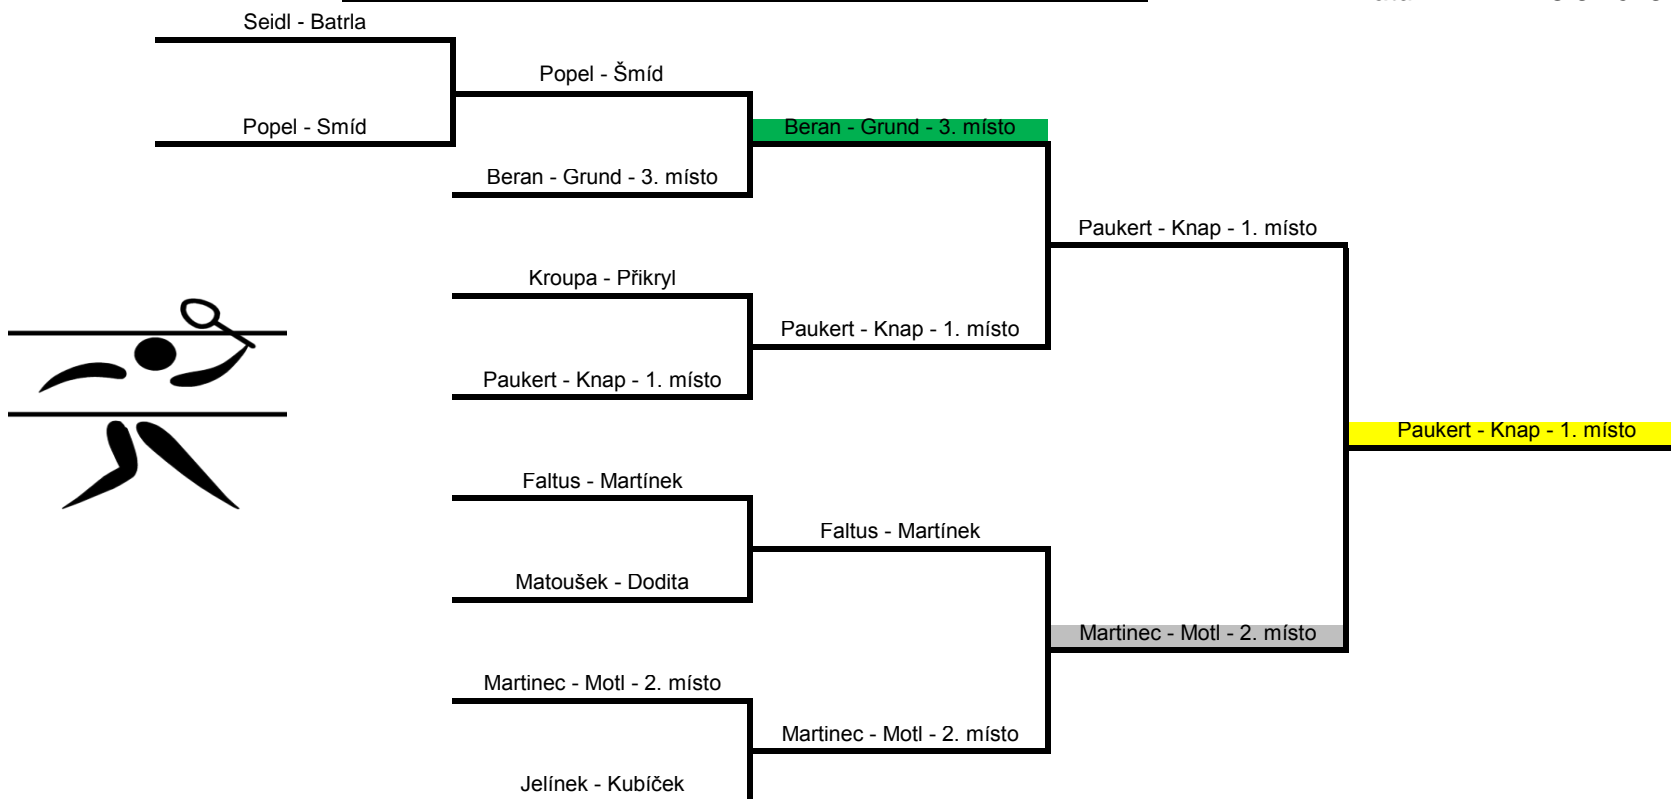 Seidl - Batrla
Popel - Šmíd
Popel - Smíd
Beran - Grund - 3. místo
Beran - Grund - 3. místo
Paukert - Knap - 1. místo
Kroupa - Přikryl
Paukert - Knap - 1. místo
Paukert - Knap - 1. místo
Paukert - Knap - 1. místo
Faltus - Martínek
Faltus - Martínek
Matoušek - Dodita
Martinec - Motl - 2. místo
Martinec - Motl - 2. místo
Martinec - Motl - 2. místo
Jelínek - Kubíček